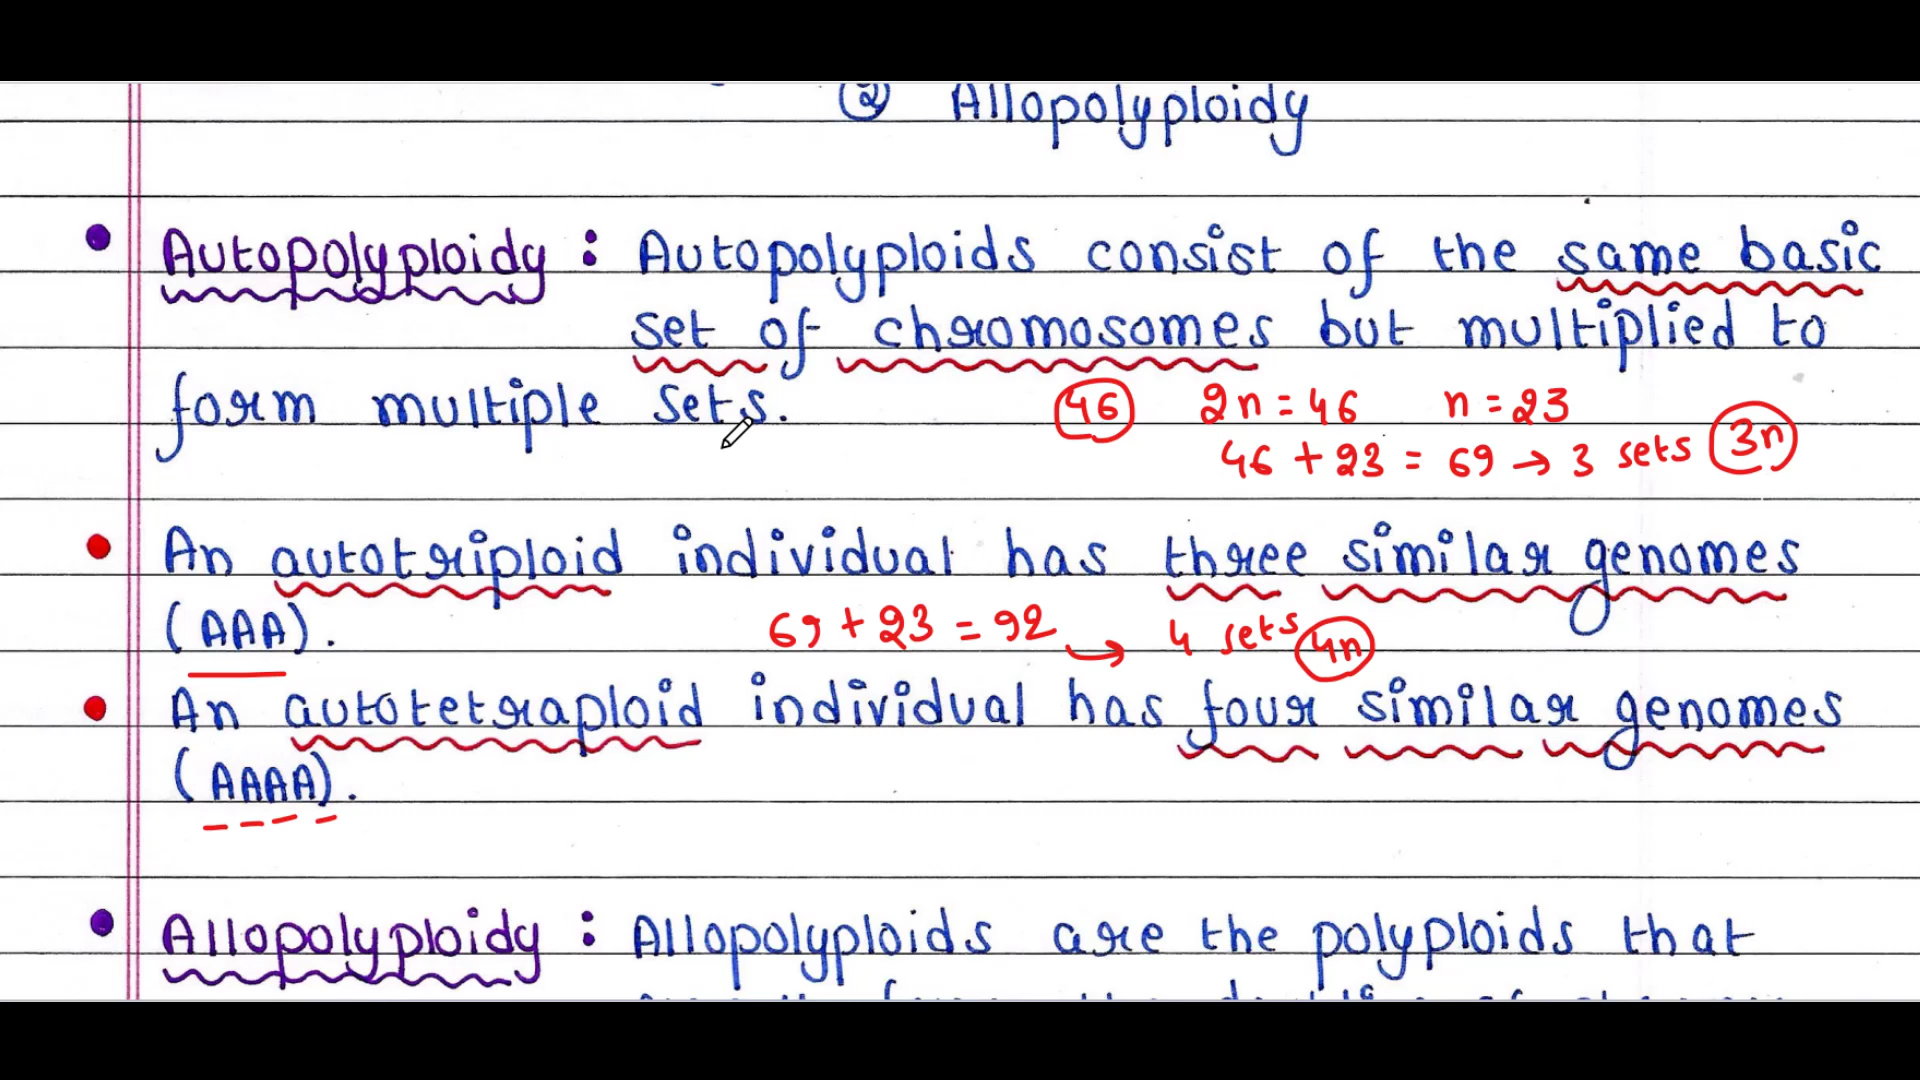 ② Allopolyploidy
• Autopolyploidy : Autopolyploids consist of the same basic
set of chromosomes but multiplied to
form multiple sets. 46 2n = 46 n = 23
46 + 23 = 69 → 3 sets 3n
• An autotriploid individual has three similar genomes
(AAA). 69 + 23 = 92 → 4 sets 4n
• An autotetraploid individual has four similar genomes
(AAAA).
• Allopolyploidy : Allopolyploids are the polyploids that